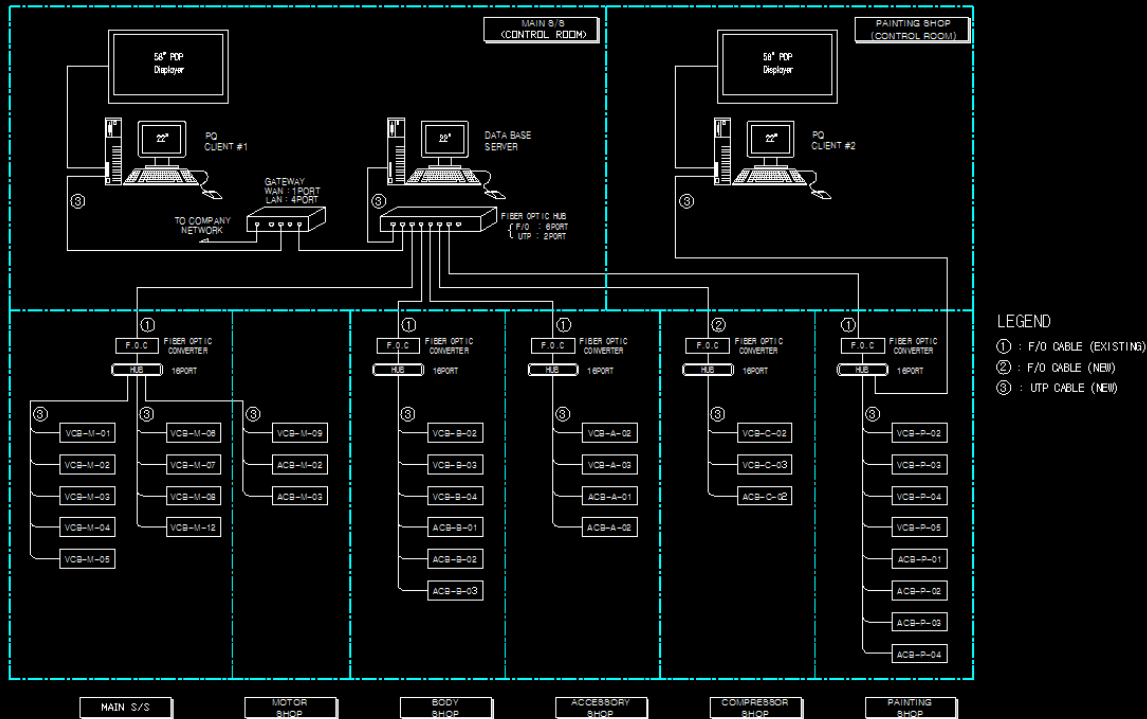 MAIN S/S
(CONTROL ROOM)
PAINTING SHOP
(CONTROL ROOM)
58" PDP
Displayer
58" PDP
Displayer
22"
PQ
CLIENT #1
22"
DATA BASE
SERVER
22"
PQ
CLIENT #2
GATEWAY
WAN : 1PORT
LAN : 4PORT
③
③
③
TO COMPANY
NETWORK
FIBER OPTIC HUB
F/O : 6PORT
UTP : 2PORT
①
①
①
②
①
F.O.C
FIBER OPTIC
CONVERTER
F.O.C
FIBER OPTIC
CONVERTER
F.O.C
FIBER OPTIC
CONVERTER
F.O.C
FIBER OPTIC
CONVERTER
F.O.C
FIBER OPTIC
CONVERTER
HUB 16PORT
HUB 16PORT
HUB 16PORT
HUB 16PORT
HUB 16PORT
LEGEND
① : F/O CABLE (EXISTING)
② : F/O CABLE (NEW)
③ : UTP CABLE (NEW)
③
VCB-M-01
VCB-M-02
VCB-M-03
VCB-M-04
VCB-M-05
③
VCB-M-06
VCB-M-07
VCB-M-08
VCB-M-12
③
VCB-M-09
ACB-M-02
ACB-M-03
③
VCB-B-02
VCB-B-03
VCB-B-04
ACB-B-01
ACB-B-02
ACB-B-03
③
VCB-A-02
VCB-A-03
ACB-A-01
ACB-A-02
③
VCB-C-02
VCB-C-03
ACB-C-02
③
VCB-P-02
VCB-P-03
VCB-P-04
VCB-P-05
ACB-P-01
ACB-P-02
ACB-P-03
ACB-P-04
MAIN S/S
MOTOR
SHOP
BODY
SHOP
ACCESSORY
SHOP
COMPRESSOR
SHOP
PAINTING
SHOP